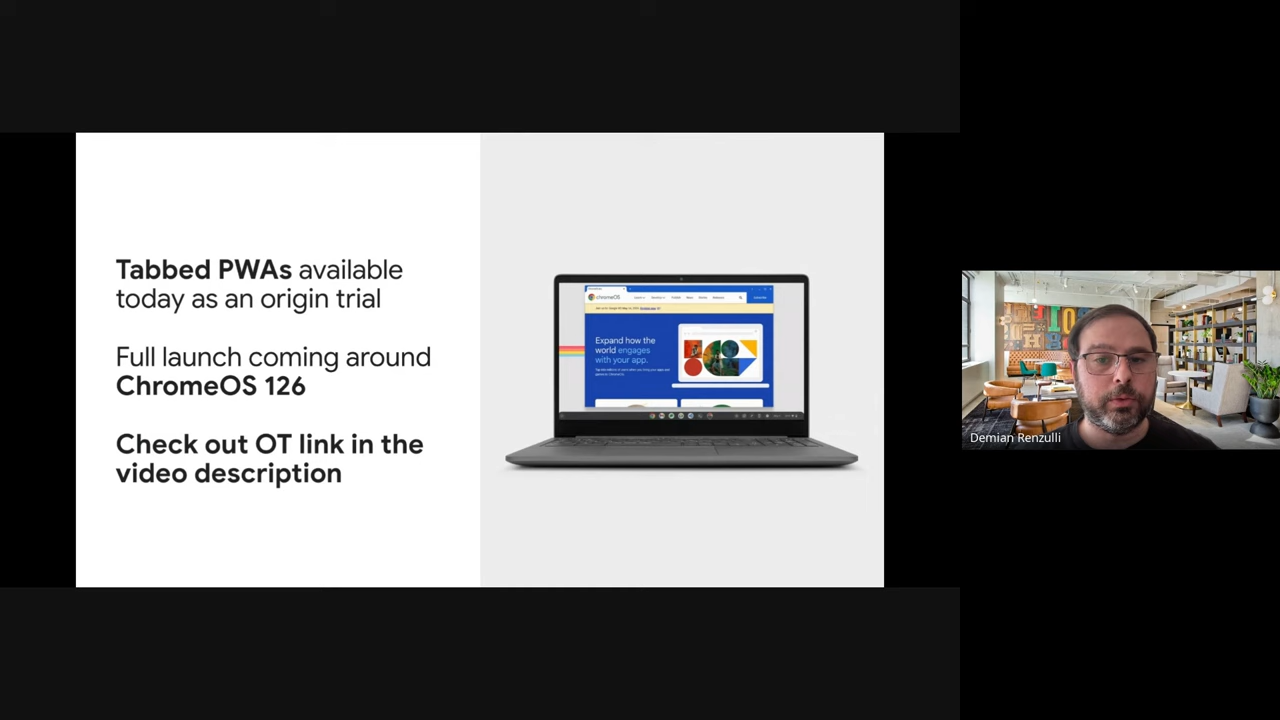 Tabbed PWAs available
today as an origin trial
Full launch coming around
ChromeOS 126
Check out OT link in the
video description
chromeOS
Expand how the
world engages
with your app.
Demian Renzulli